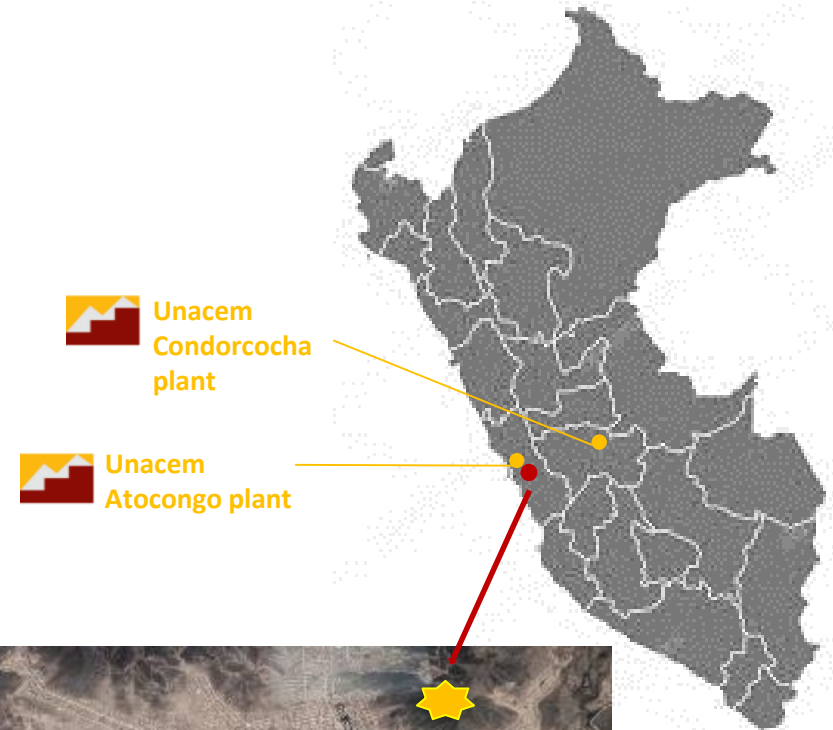 Unacem
Condorcocha
plant
Unacem
Atocongo plant